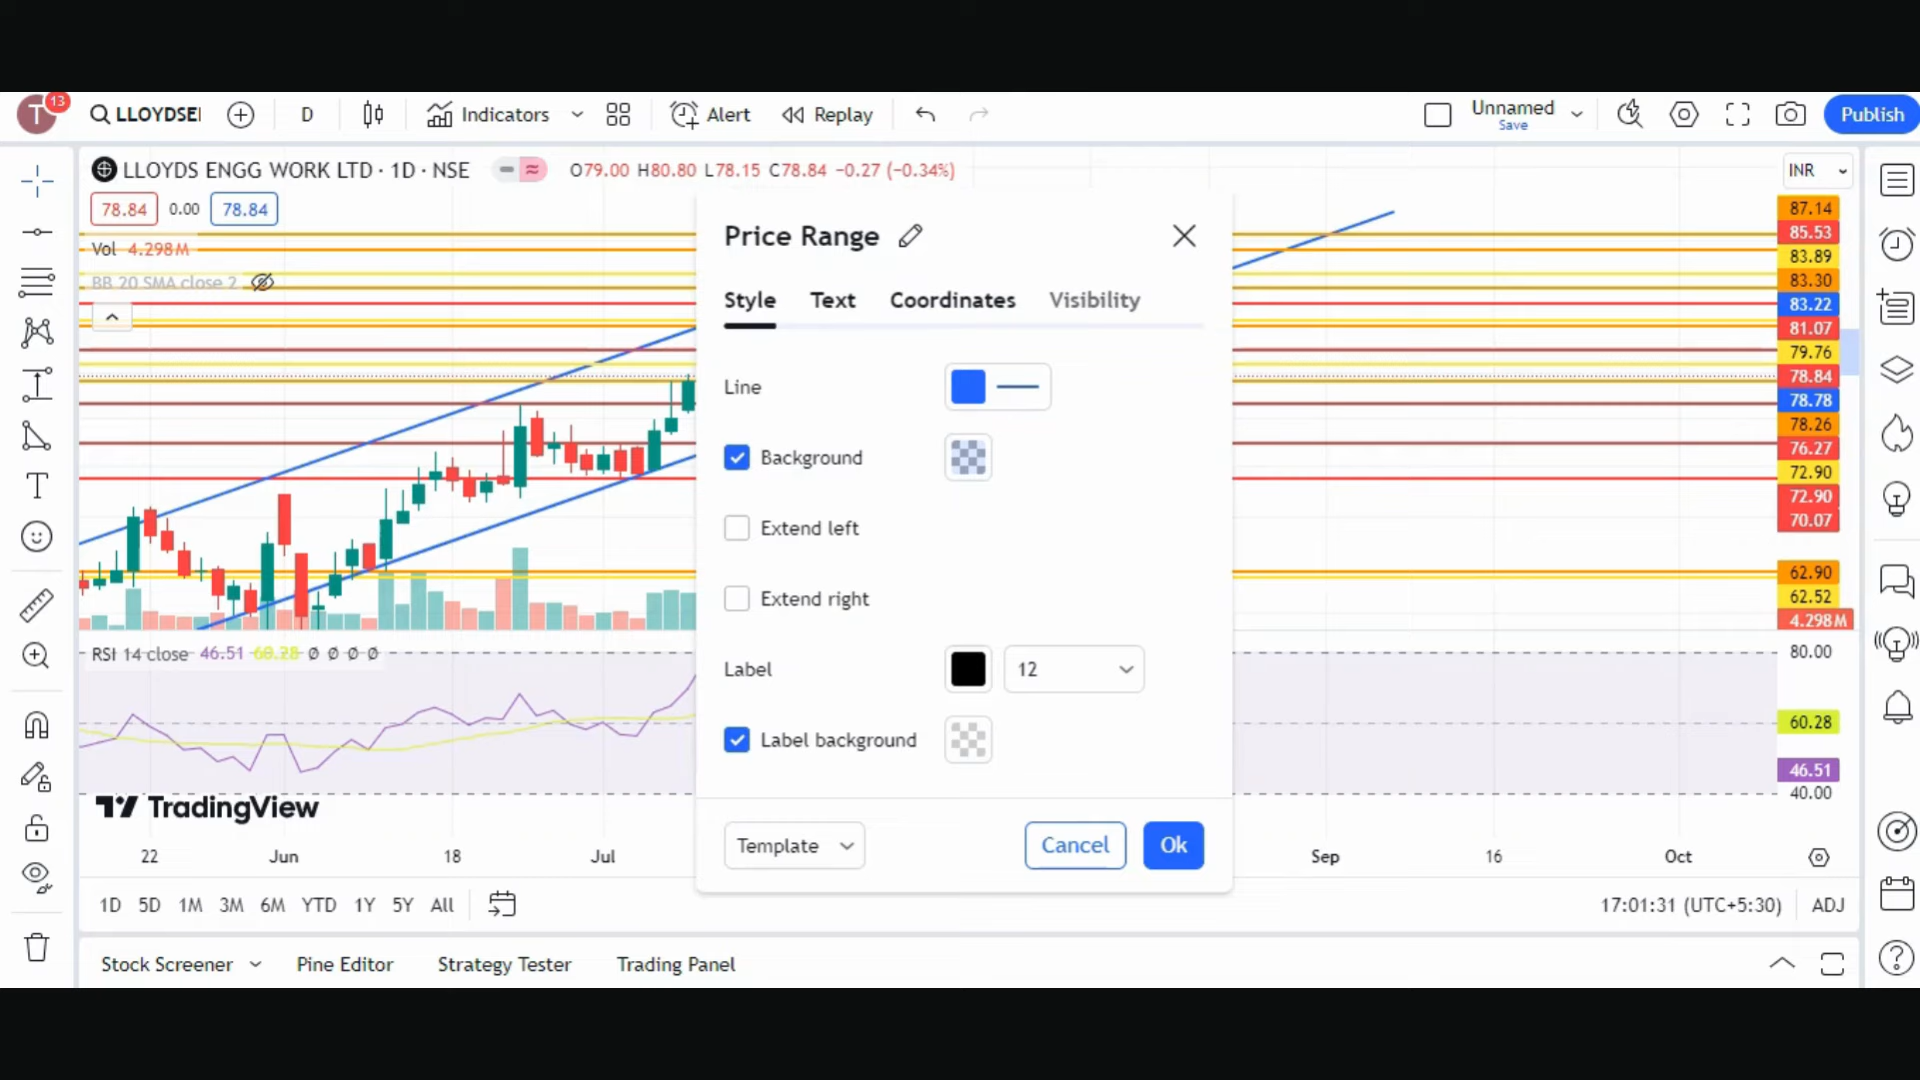 T 13 LLOYDSEI D Indicators Alert Replay Unnamed Save Publish
LLOYDS ENGG WORK LTD · 1D · NSE O79.00 H80.80 L78.15 C78.84 −0.27 (−0.34%) INR
78.84 0.00 78.84
Vol 4.298M
BB 20 SMA close 2
87.14
85.53
83.89
83.30
83.22
81.07
79.76
78.84
78.78
78.26
76.27
72.90
72.90
70.07
62.90
62.52
4.298M
Price Range
Style Text Coordinates Visibility
Line
Background
Extend left
Extend right
Label 12
Label background
Template Cancel Ok
RSI 14 close 46.51 60.28 Ø Ø Ø Ø
80.00
60.28
46.51
40.00
TradingView
22 Jun 18 Jul Sep 16 Oct
1D 5D 1M 3M 6M YTD 1Y 5Y All 17:01:31 (UTC+5:30) ADJ
Stock Screener Pine Editor Strategy Tester Trading Panel